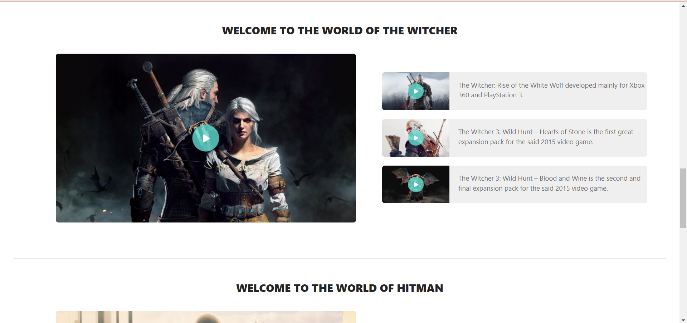 WELCOME TO THE WORLD OF THE WITCHER
The Witcher: Rise of the White Wolf developed mainly for Xbox
360 and PlayStation 3.
The Witcher 3: Wild Hunt – Hearts of Stone is the first great
expansion pack for the said 2015 video game.
The Witcher 3: Wild Hunt – Blood and Wine is the second and
final expansion pack for the said 2015 video game.
WELCOME TO THE WORLD OF HITMAN